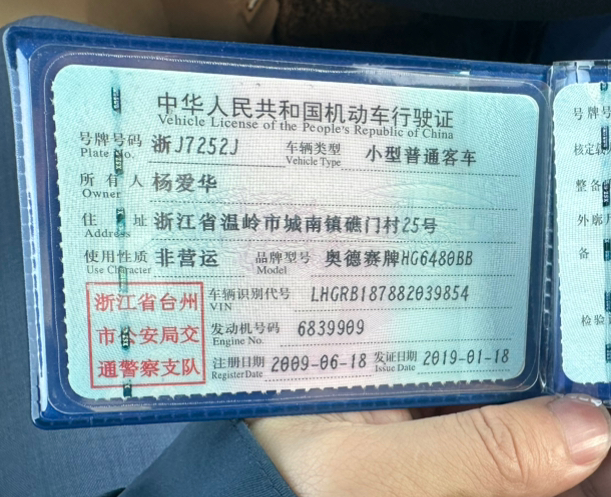 中华人民共和国机动车行驶证
Vehicle License of the People's Republic of China
号牌号码 浙J7252J 车辆类型 小型普通客车
Plate No. Vehicle Type
所有人 杨爱华
Owner
住址 浙江省温岭市城南镇礁门村25号
Address
使用性质 非营运 品牌型号 奥德赛牌HG6480BB
Use Character Model
浙江省台州
市公安局交
通警察支队
车辆识别代号 LHGRB187882039854
VIN
发动机号码 6839909
Engine No.
注册日期 2009-06-18 发证日期 2019-01-18
Register Date Issue Date
号牌号
核定载
整备
外廓
备
检验